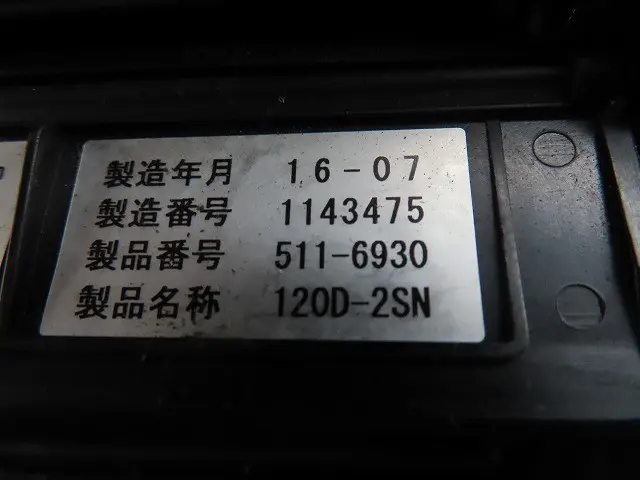 製造年月 16-07
製造番号 1143475
製品番号 511-6930
製品名称 120D-2SN